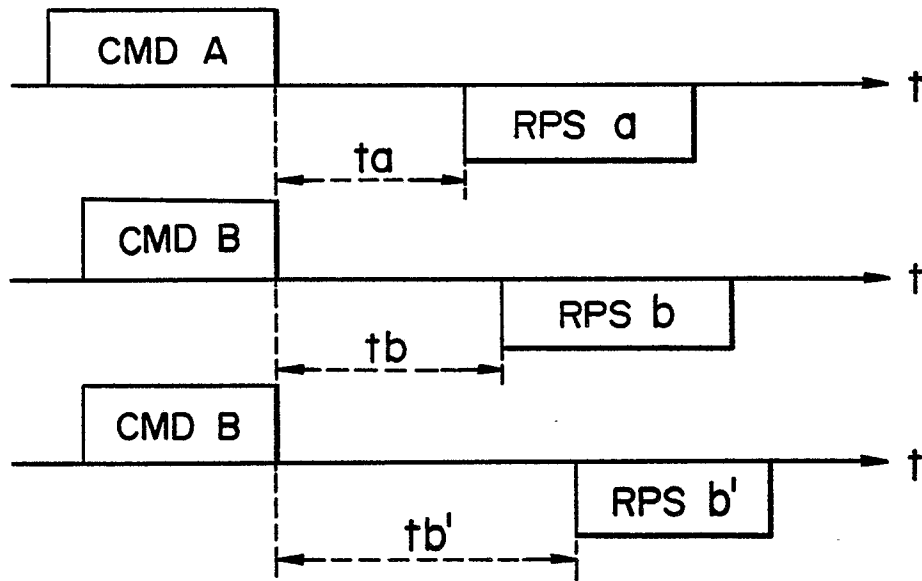 CMD A
t
RPS a
ta
CMD B
t
RPS b
tb
CMD B
t
RPS b'
tb'